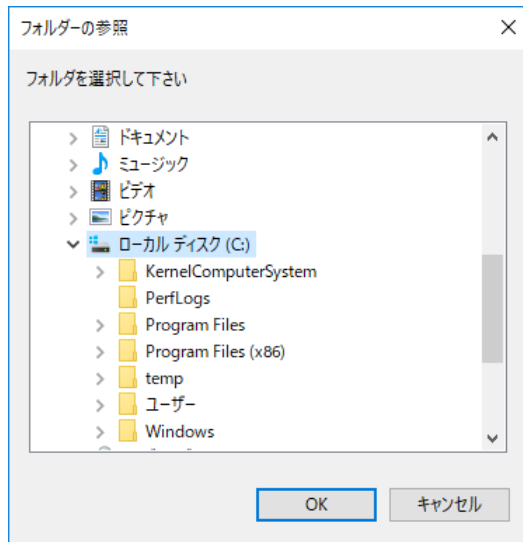 フォルダーの参照
フォルダを選択して下さい
ドキュメント
ミュージック
ビデオ
ピクチャ
ローカル ディスク (C:)
KernelComputerSystem
PerfLogs
Program Files
Program Files (x86)
temp
ユーザー
Windows
OK
キャンセル